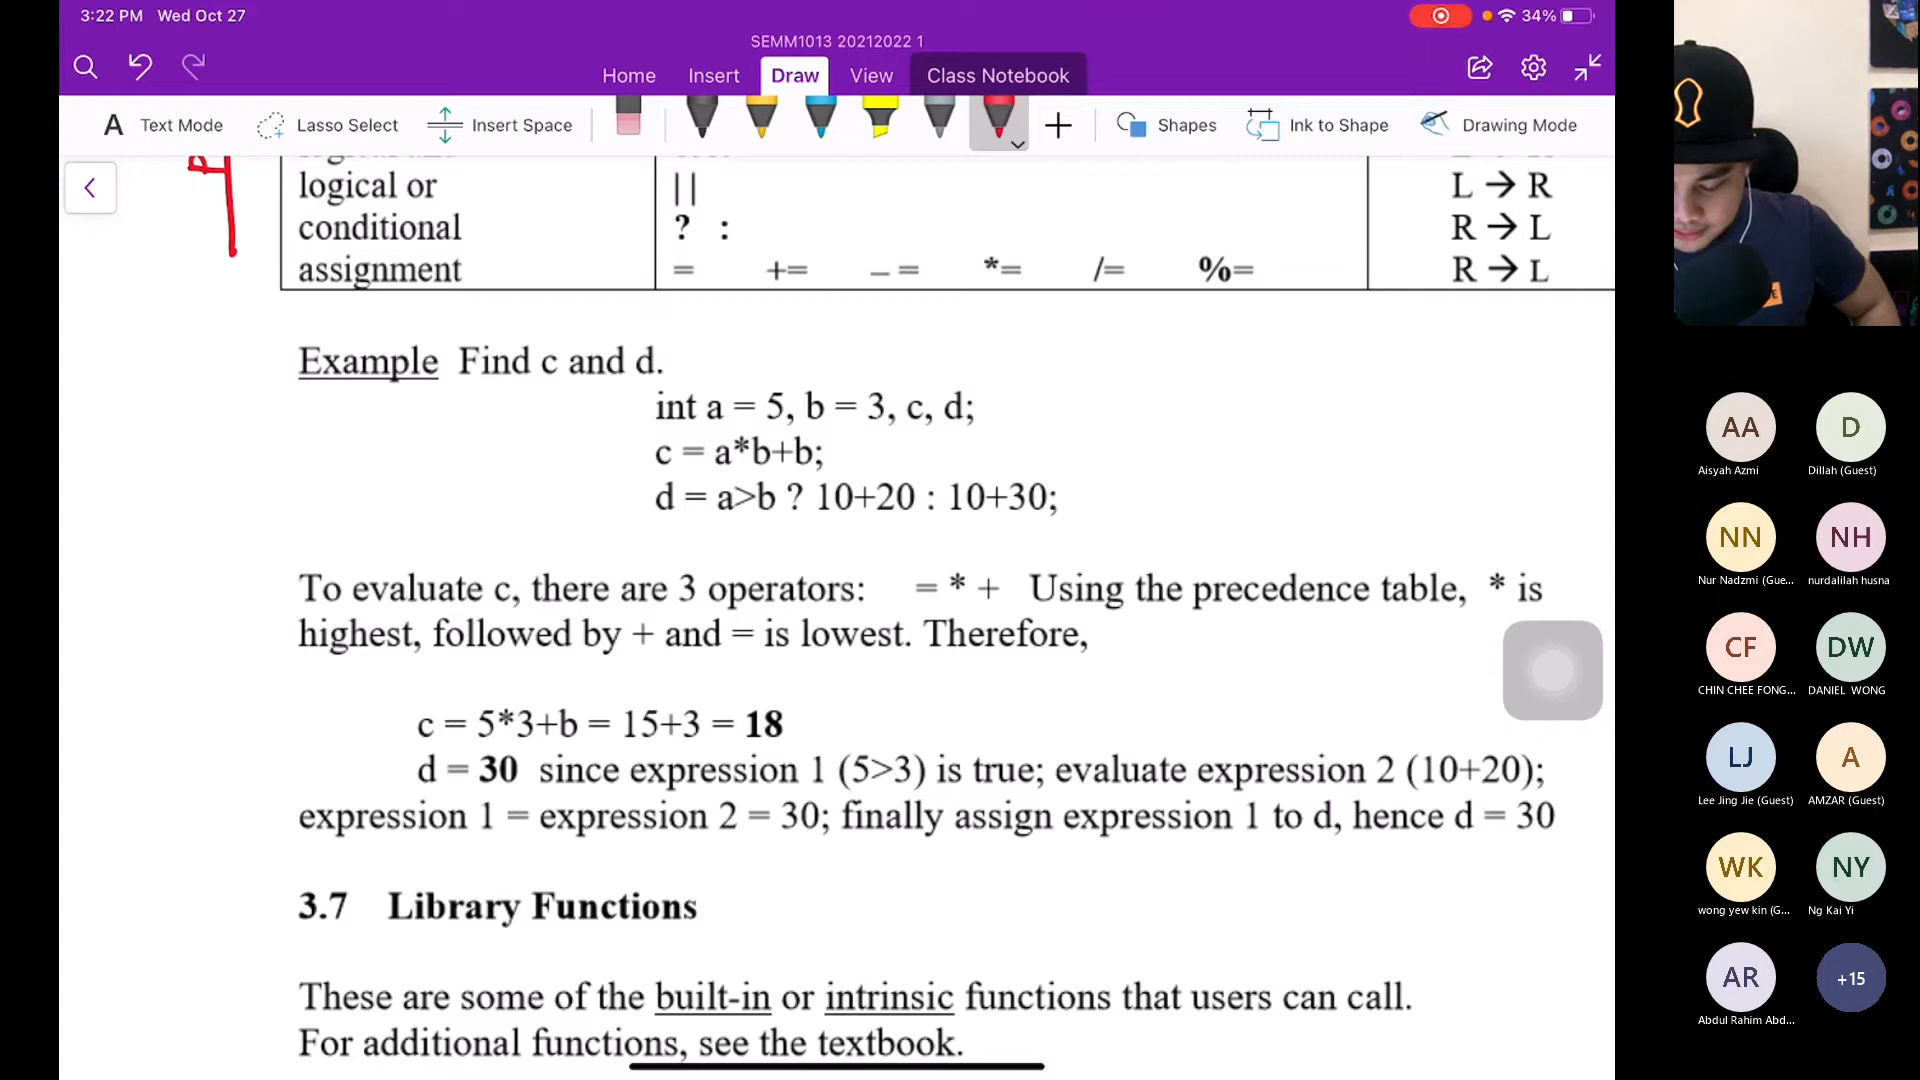 3:22 PM Wed Oct 27
34%
SEMM1013 20212022 1
Home Insert Draw View Class Notebook
A Text Mode Lasso Select Insert Space Shapes Ink to Shape Drawing Mode
logical or || L → R
conditional ? : R → L
assignment = += _ = *= /= %= R → L
Example Find c and d.
int a = 5, b = 3, c, d;
c = a*b+b;
d = a>b ? 10+20 : 10+30;
To evaluate c, there are 3 operators: = * + Using the precedence table, * is
highest, followed by + and = is lowest. Therefore,
c = 5*3+b = 15+3 = 18
d = 30 since expression 1 (5>3) is true; evaluate expression 2 (10+20);
expression 1 = expression 2 = 30; finally assign expression 1 to d, hence d = 30
3.7 Library Functions
These are some of the built-in or intrinsic functions that users can call.
For additional functions, see the textbook.
AA D
Aisyah Azmi Dillah (Guest)
NN NH
Nur Nadzmi (Gue... nurdalilah husna
CF DW
CHIN CHEE FONG... DANIEL WONG
LJ A
Lee Jing Jie (Guest) AMZAR (Guest)
WK NY
wong yew kin (G... Ng Kai Yi
AR +15
Abdul Rahim Abd...